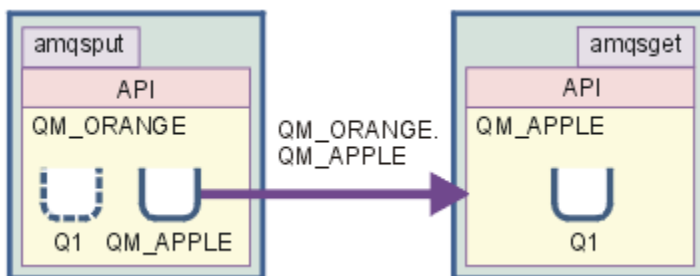 amqsput
API
QM_ORANGE
Q1 QM_APPLE
QM_ORANGE.
QM_APPLE
amqsget
API
QM_APPLE
Q1